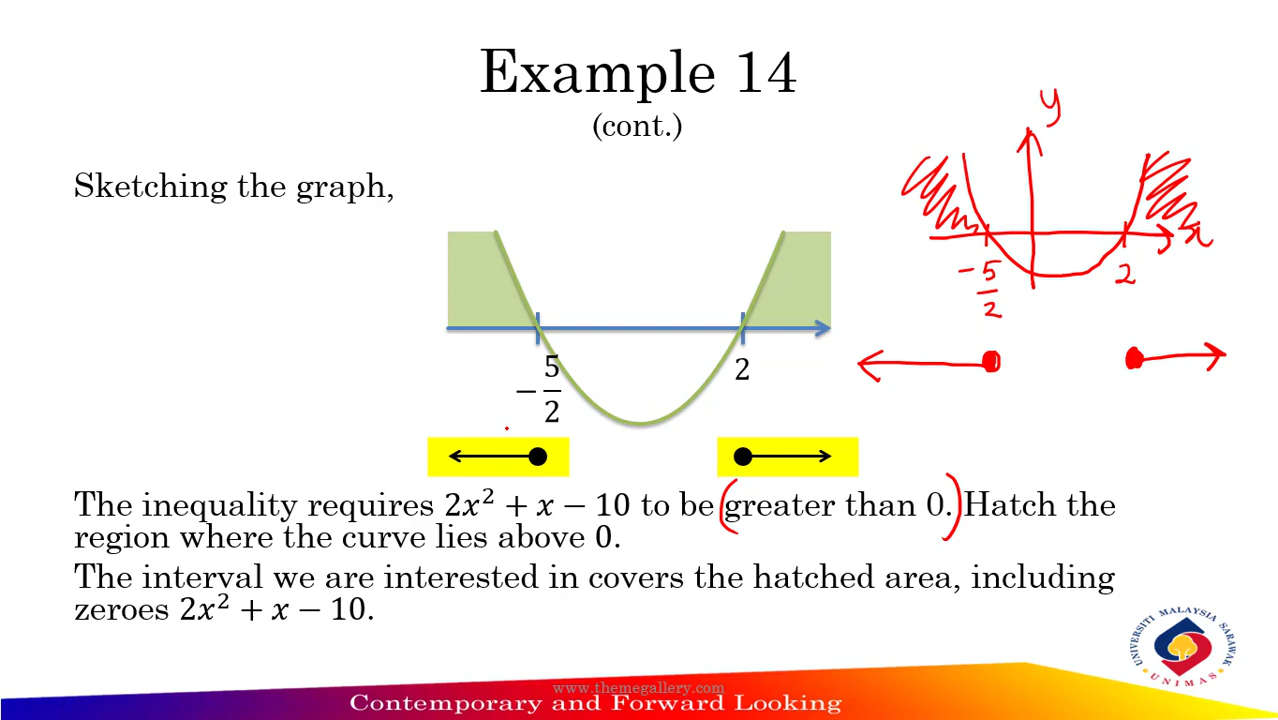 Example 14
(cont.)
Sketching the graph,
y
x
−5/2
2
−5/2
2
The inequality requires 2x² + x − 10 to be (greater than 0.) Hatch the
region where the curve lies above 0.
The interval we are interested in covers the hatched area, including
zeroes 2x² + x − 10.
UNIVERSITI MALAYSIA SARAWAK
UNIMAS
www.themegallery.com
Contemporary and Forward Looking